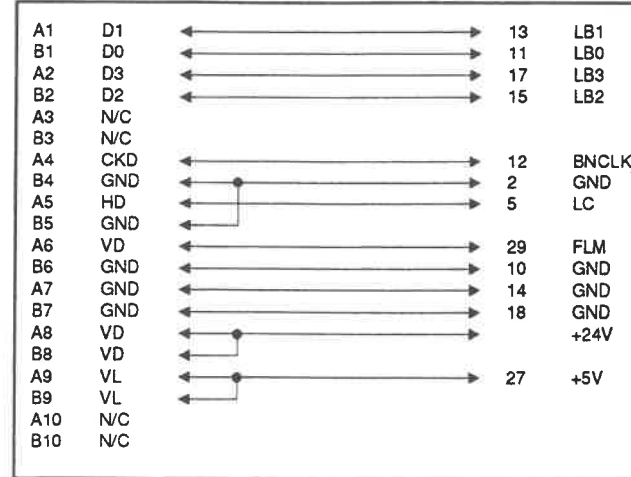 A1 D1 13 LB1
B1 D0 11 LB0
A2 D3 17 LB3
B2 D2 15 LB2
A3 N/C
B3 N/C
A4 CKD 12 BNCLK
B4 GND 2 GND
A5 HD 5 LC
B5 GND
A6 VD 29 FLM
B6 GND 10 GND
A7 GND 14 GND
B7 GND 18 GND
A8 VD +24V
B8 VD
A9 VL 27 +5V
B9 VL
A10 N/C
B10 N/C